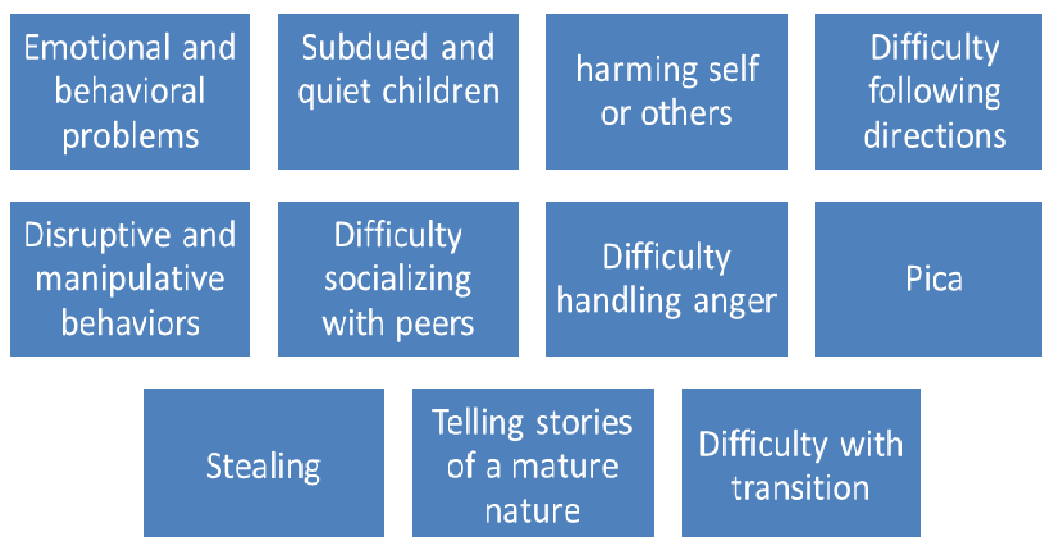 Emotional and
behavioral
problems
Subdued and
quiet children
harming self
or others
Difficulty
following
directions
Disruptive and
manipulative
behaviors
Difficulty
socializing
with peers
Difficulty
handling anger
Pica
Stealing
Telling stories
of a mature
nature
Difficulty with
transition